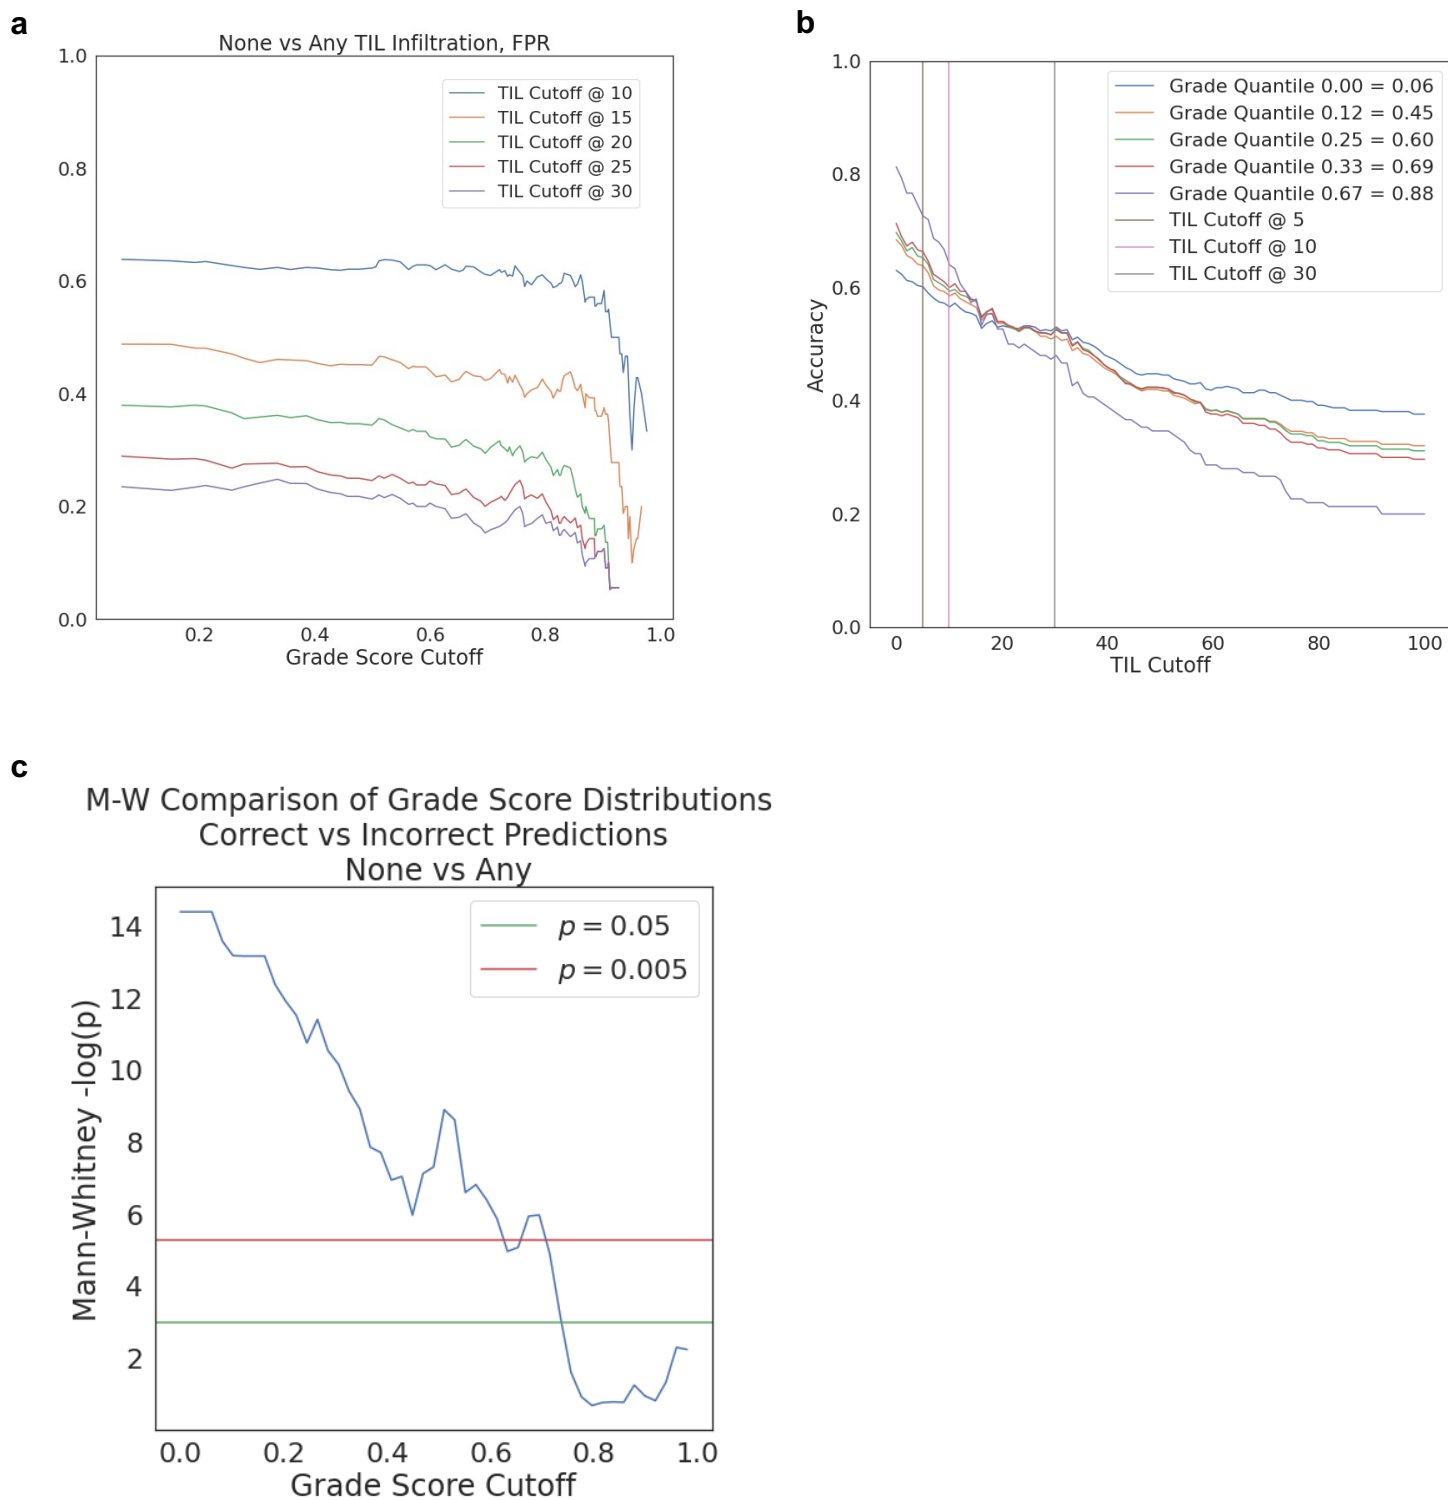 a
None vs Any TIL Infiltration, FPR
1.0
0.8
0.6
0.4
0.2
0.0
TIL Cutoff @ 10
TIL Cutoff @ 15
TIL Cutoff @ 20
TIL Cutoff @ 25
TIL Cutoff @ 30
0.2 0.4 0.6 0.8 1.0
Grade Score Cutoff
b
Accuracy
1.0
0.8
0.6
0.4
0.2
0.0
Grade Quantile 0.00 = 0.06
Grade Quantile 0.12 = 0.45
Grade Quantile 0.25 = 0.60
Grade Quantile 0.33 = 0.69
Grade Quantile 0.67 = 0.88
TIL Cutoff @ 5
TIL Cutoff @ 10
TIL Cutoff @ 30
0 20 40 60 80 100
TIL Cutoff
c
M-W Comparison of Grade Score Distributions
Correct vs Incorrect Predictions
None vs Any
Mann-Whitney -log(p)
14
12
10
8
6
4
2
p = 0.05
p = 0.005
0.0 0.2 0.4 0.6 0.8 1.0
Grade Score Cutoff